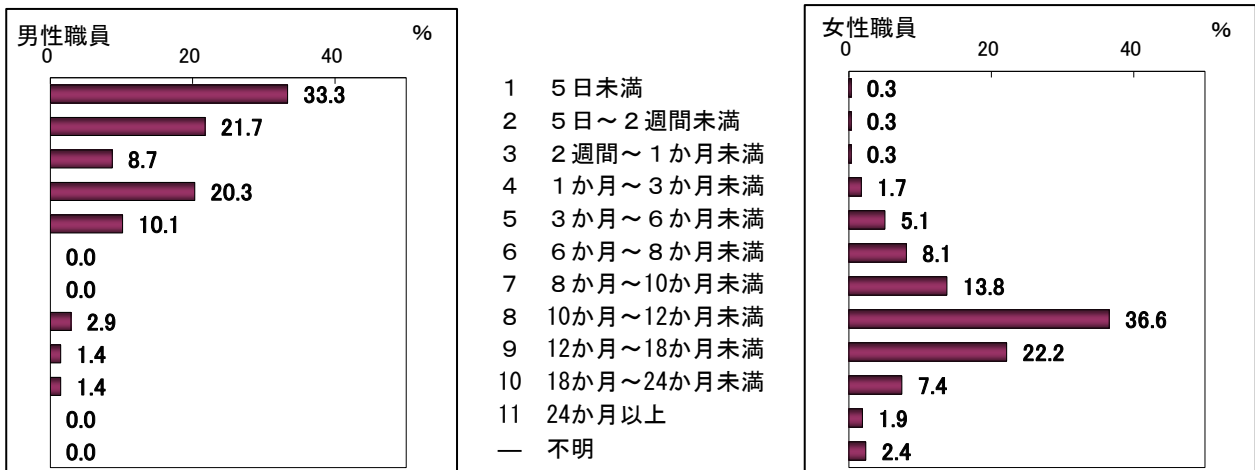 男性職員 %
0 20 40
33.3
21.7
8.7
20.3
10.1
0.0
0.0
2.9
1.4
1.4
0.0
0.0
1 5日未満
2 5日～2週間未満
3 2週間～1か月未満
4 1か月～3か月未満
5 3か月～6か月未満
6 6か月～8か月未満
7 8か月～10か月未満
8 10か月～12か月未満
9 12か月～18か月未満
10 18か月～24か月未満
11 24か月以上
― 不明
女性職員 %
0 20 40
0.3
0.3
0.3
1.7
5.1
8.1
13.8
36.6
22.2
7.4
1.9
2.4